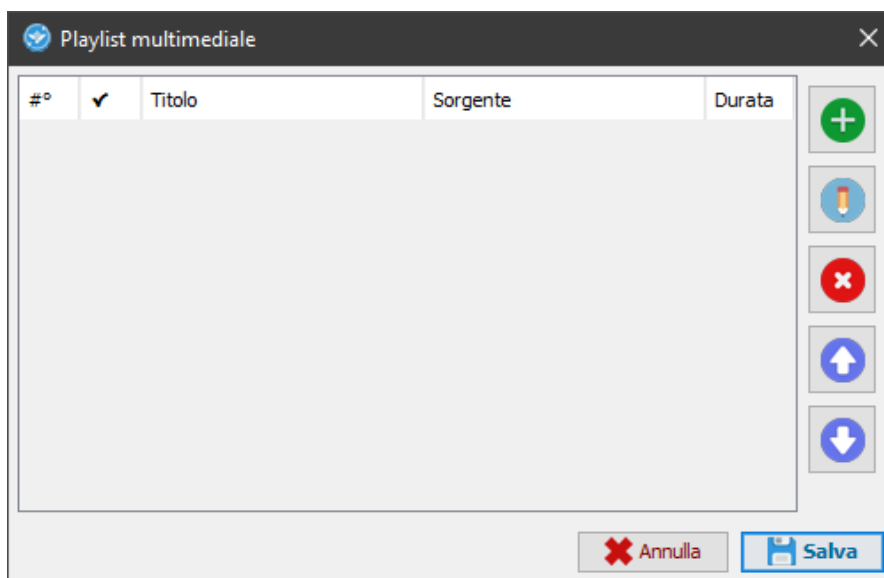 Playlist multimediale
#° ✔ Titolo Sorgente Durata
Annulla Salva